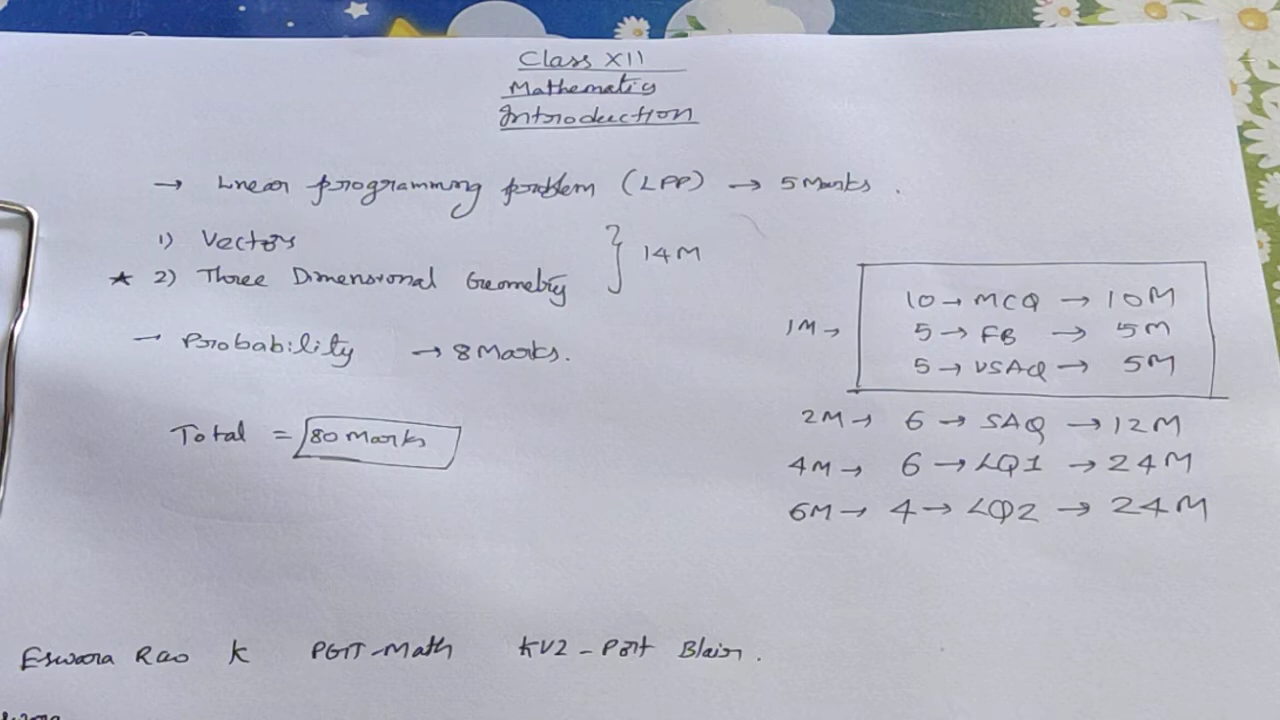 Class XII
Mathematics
Introduction
→ Linear programming problem (LPP) → 5 Marks.
1) Vectors
★ 2) Three Dimensional Geometry } 14M
→ Probability → 8 Marks.
Total = 80 Marks
1M →
10 → MCQ → 10M
5 → FB → 5M
5 → VSAQ → 5M
2M → 6 → SAQ → 12M
4M → 6 → LQ1 → 24M
6M → 4 → LQ2 → 24M
Eswara Rao K PGT-Math KV2 - Port Blair.